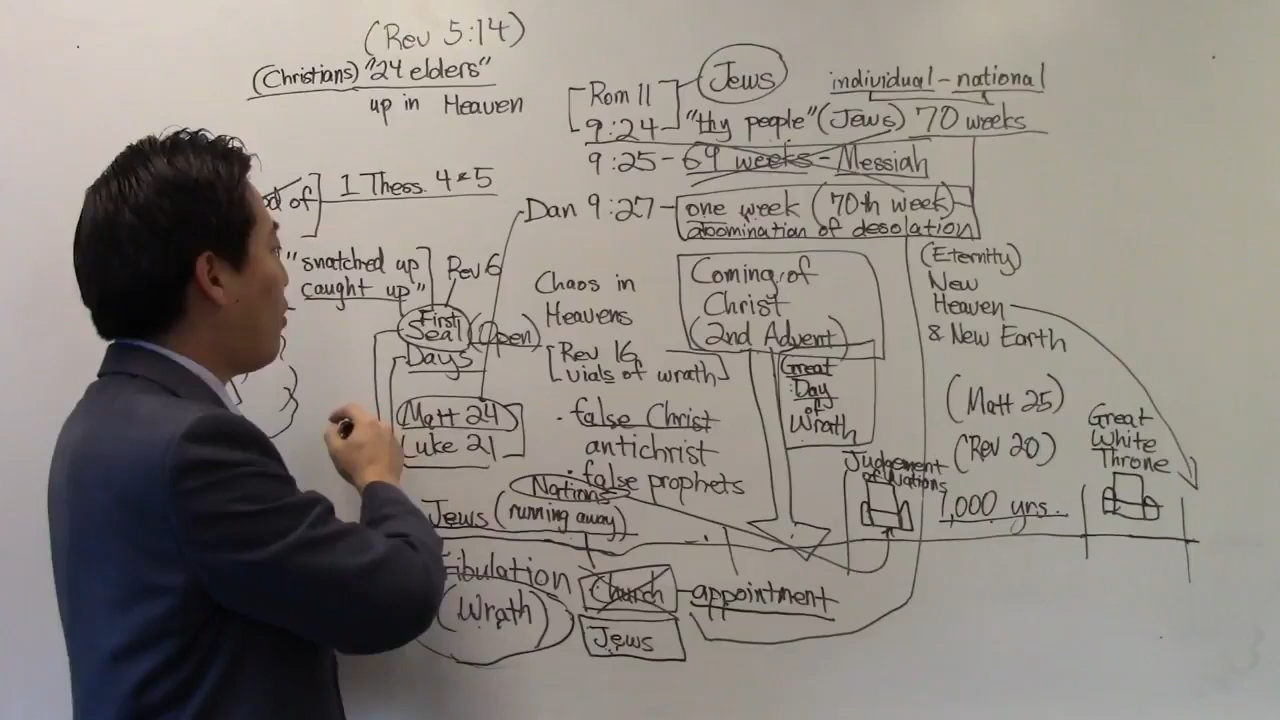 (Rev 5:14)
(Christians) "24 elders"
up in Heaven
of] 1 Thess. 4 & 5
"snatched up
caught up"
Rev 6
First
Seal (Open)
Days
Matt 24
Luke 21
[Rom 11
9:24]
Jews
individual - national
"thy people" (Jews) 70 weeks
9:25 - 69 weeks - Messiah
Dan 9:27 - one week (70th week)
abomination of desolation
Chaos in
Heavens
[Rev 16
vials of wrath]
· false Christ
antichrist
· false prophets
Coming of
Christ
(2nd Advent)
Great
Day
of
Wrath
(Eternity)
New
Heaven
& New Earth
(Matt 25)
(Rev 20)
Great
White
Throne
Judgement
of Nations
1,000 yrs.
Nations
Jews (running away)
Tribulation
(Wrath)
Church - appointment
Jews